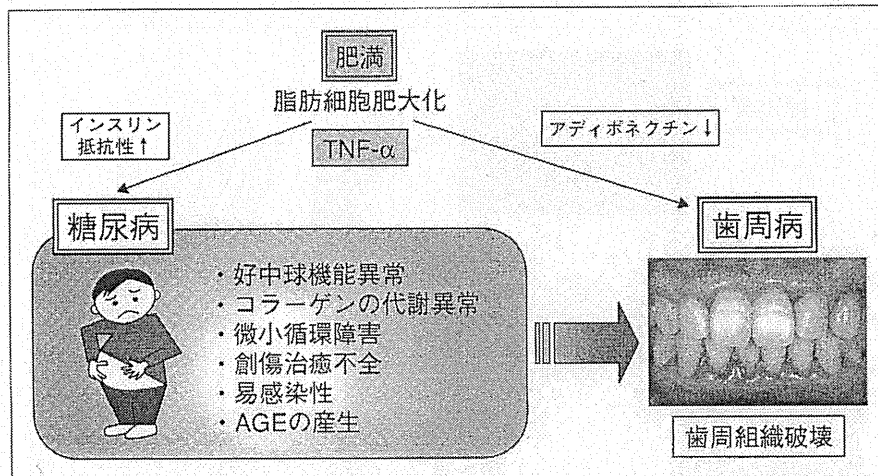 肥満
脂肪細胞肥大化
インスリン
抵抗性↑
TNF-α
アディポネクチン↓
糖尿病
・好中球機能異常
・コラーゲンの代謝異常
・微小循環障害
・創傷治癒不全
・易感染性
・AGEの産生
歯周病
歯周組織破壊